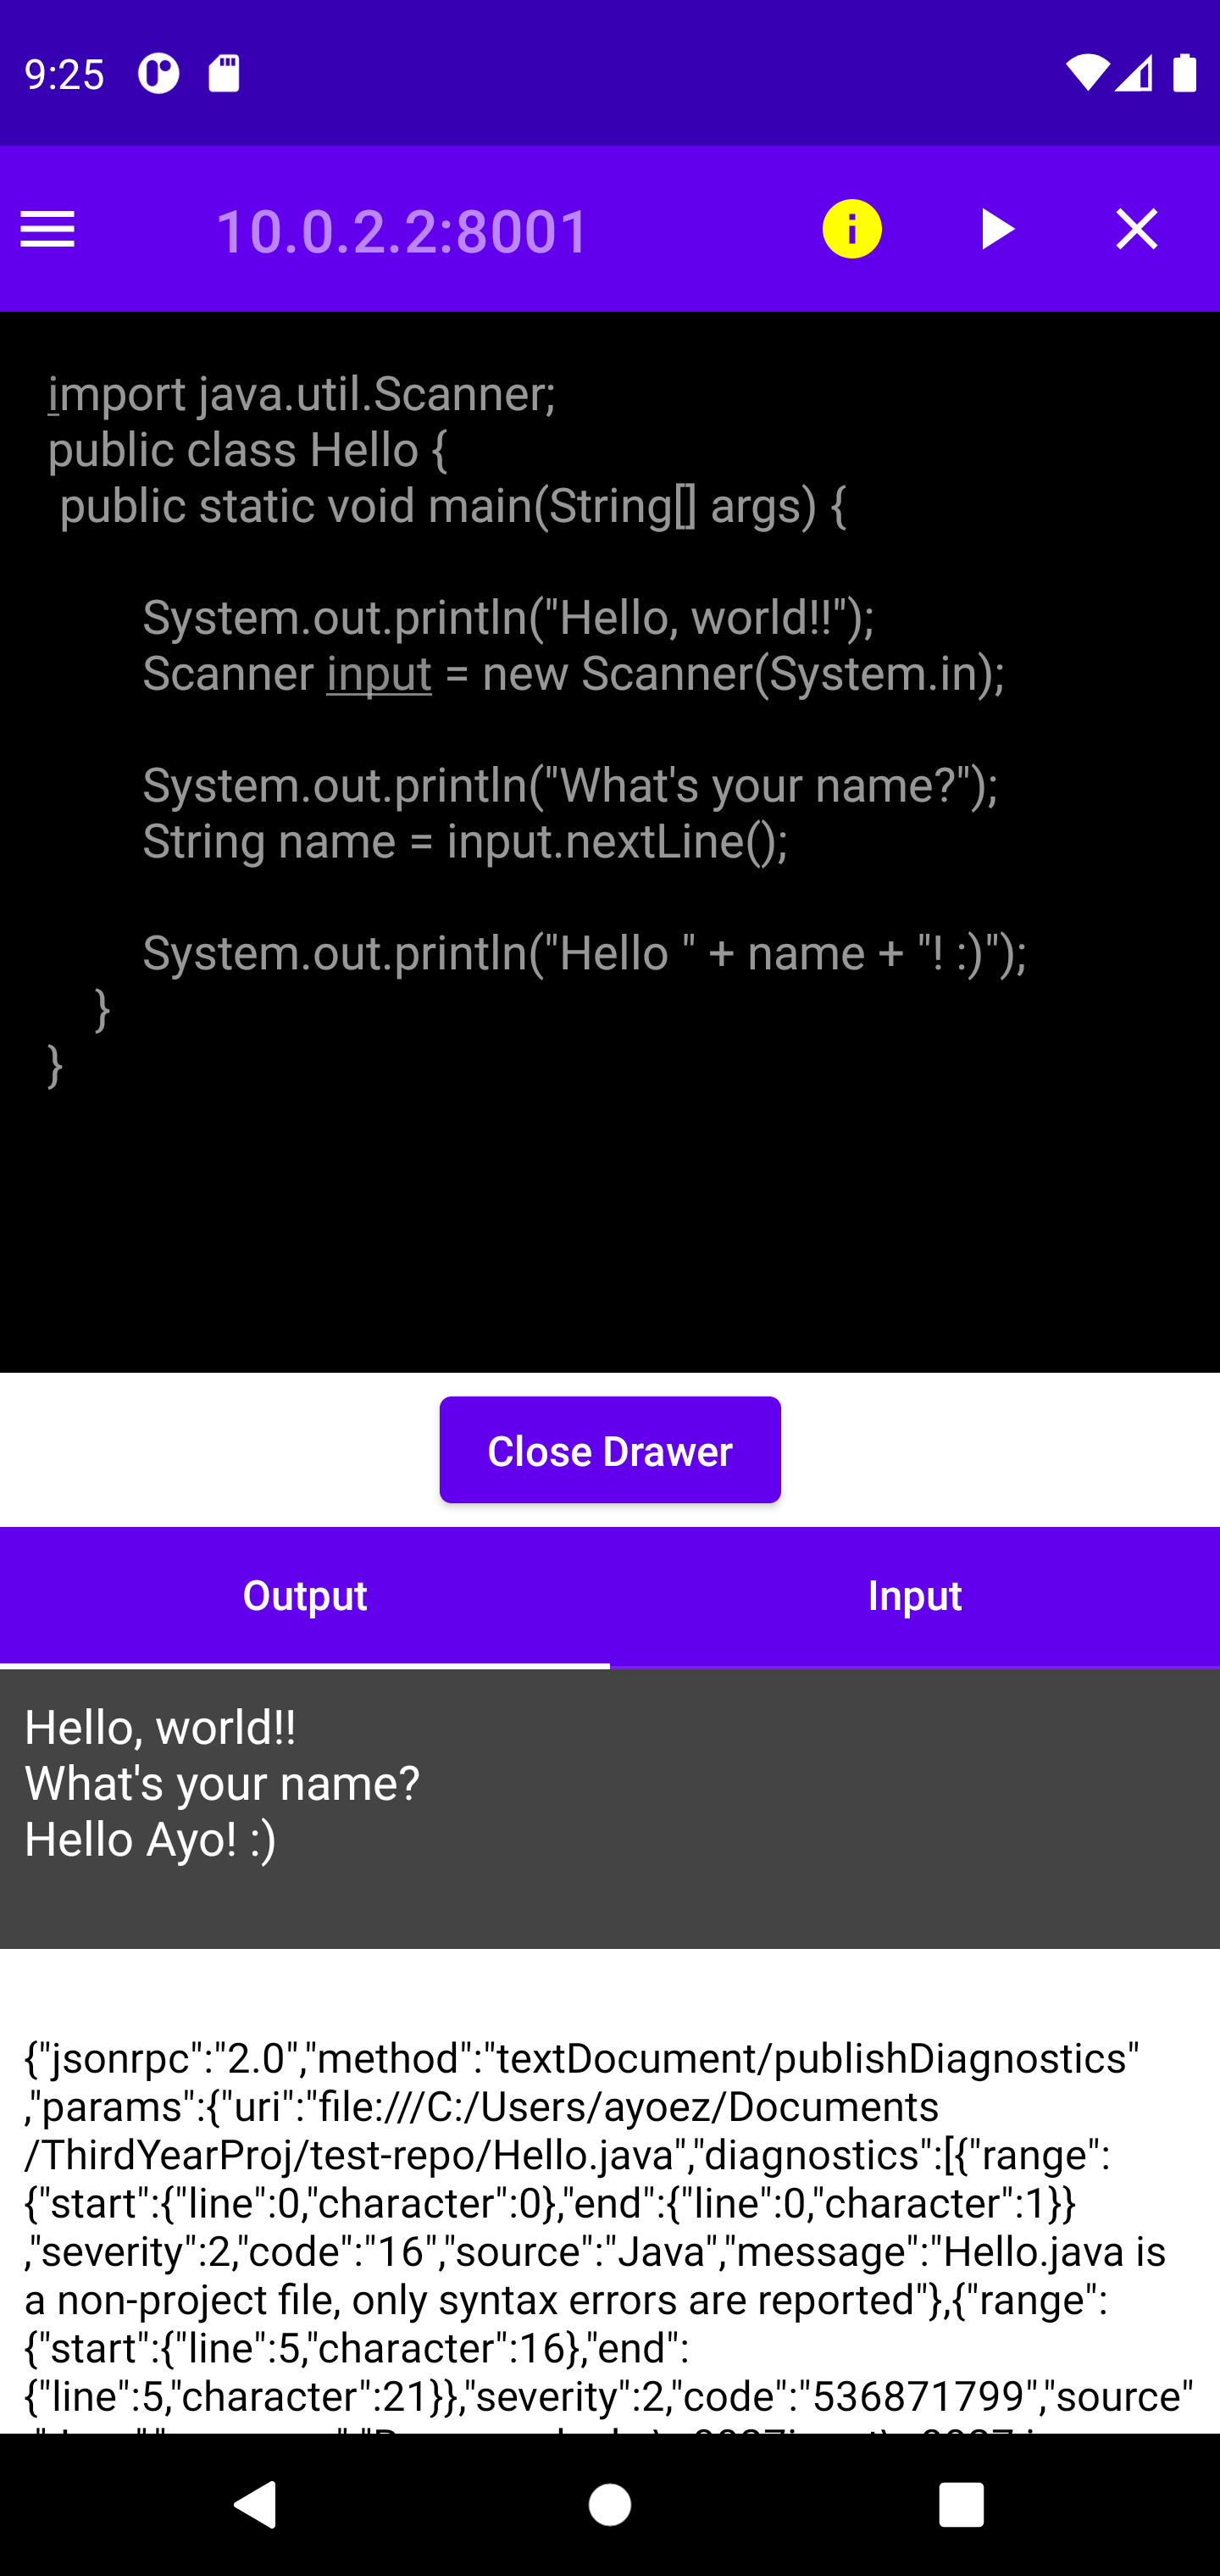 9:25
10.0.2.2:8001
import java.util.Scanner;
public class Hello {
public static void main(String[] args) {
System.out.println("Hello, world!!");
Scanner input = new Scanner(System.in);
System.out.println("What's your name?");
String name = input.nextLine();
System.out.println("Hello " + name + "! :)");
}
}
Close Drawer
Output Input
Hello, world!!
What's your name?
Hello Ayo! :)
{"jsonrpc":"2.0","method":"textDocument/publishDiagnostics"
,"params":{"uri":"file:///C:/Users/ayoez/Documents
/ThirdYearProj/test-repo/Hello.java","diagnostics":[{"range":
{"start":{"line":0,"character":0},"end":{"line":0,"character":1}}
,"severity":2,"code":"16","source":"Java","message":"Hello.java is
a non-project file, only syntax errors are reported"},{"range":
{"start":{"line":5,"character":16},"end":
{"line":5,"character":21}},"severity":2,"code":"536871799","source"